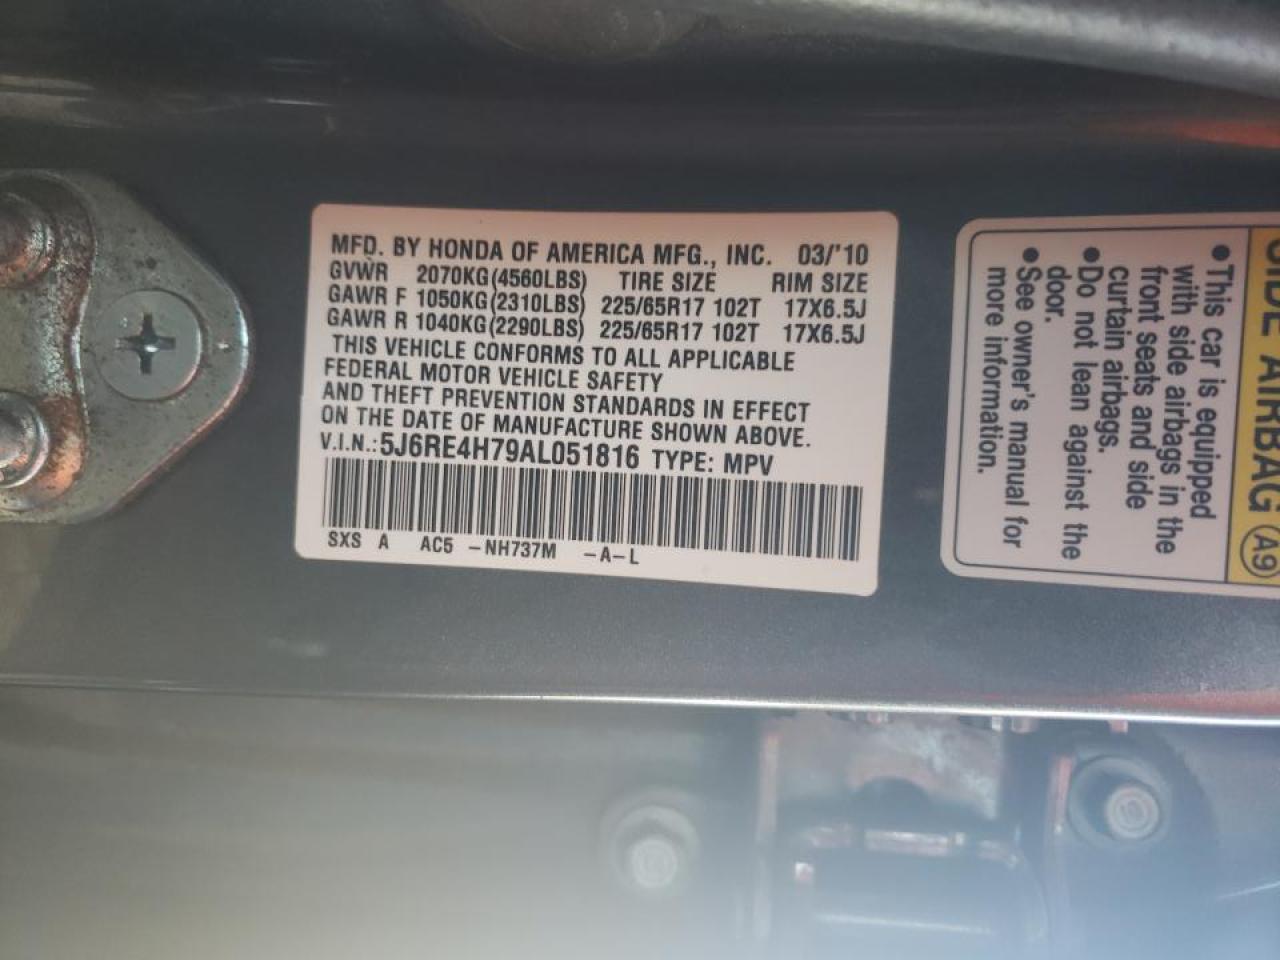 MFD. BY HONDA OF AMERICA MFG., INC. 03/'10
GVWR 2070KG(4560LBS) TIRE SIZE RIM SIZE
GAWR F 1050KG(2310LBS) 225/65R17 102T 17X6.5J
GAWR R 1040KG(2290LBS) 225/65R17 102T 17X6.5J
THIS VEHICLE CONFORMS TO ALL APPLICABLE
FEDERAL MOTOR VEHICLE SAFETY
AND THEFT PREVENTION STANDARDS IN EFFECT
ON THE DATE OF MANUFACTURE SHOWN ABOVE.
V.I.N.: 5J6RE4H79AL051816 TYPE: MPV
SXS A AC5 -NH737M -A-L
SIDE AIRBAG A9
•This car is equipped
with side airbags in the
front seats and side
curtain airbags.
•Do not lean against the
door.
•See owner's manual for
more information.